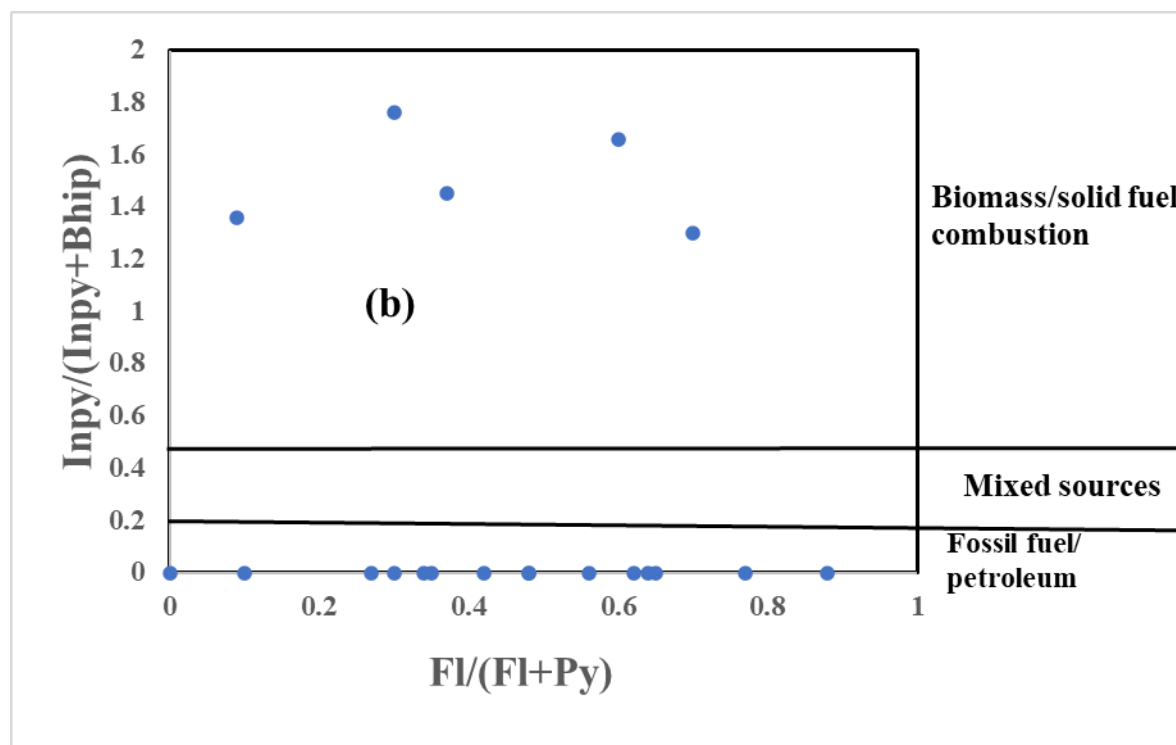 2
1.8
1.6
1.4
1.2
1
0.8
0.6
0.4
0.2
0
Inpy/(Inpy+Bhip)
(b)
Biomass/solid fuel
combustion
Mixed sources
Fossil fuel/
petroleum
0 0.2 0.4 0.6 0.8 1
Fl/(Fl+Py)